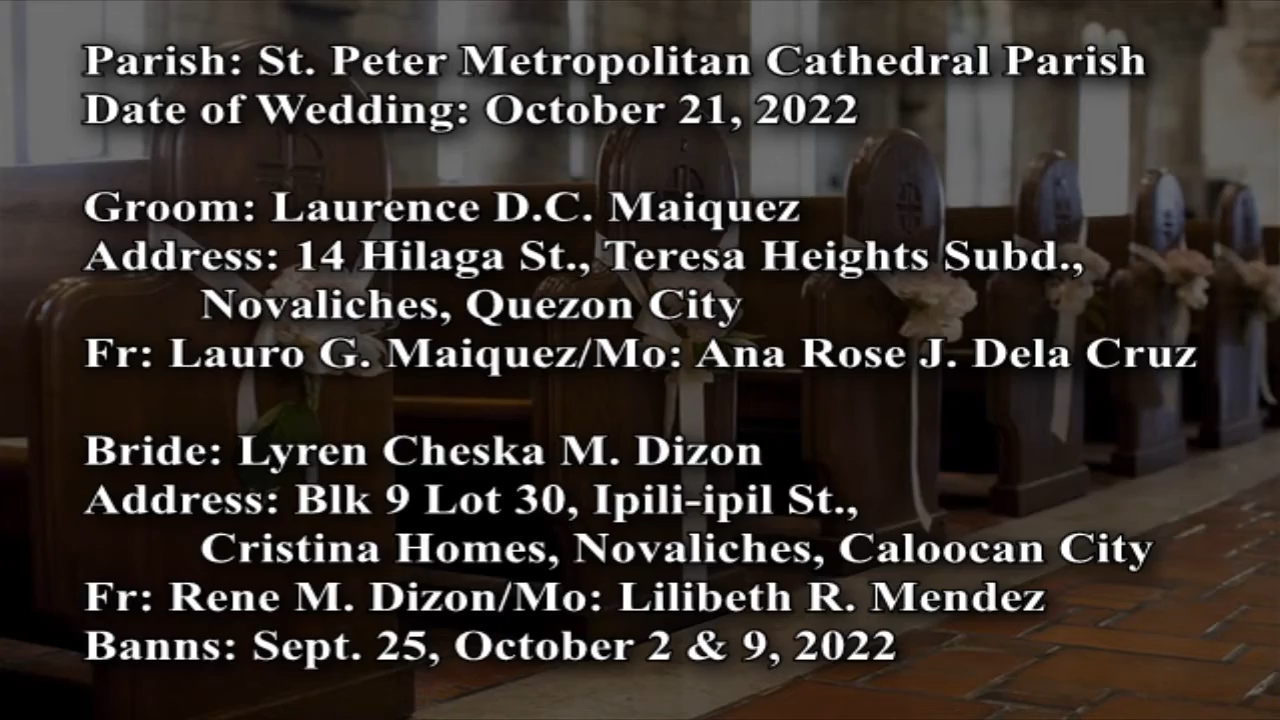 Parish: St. Peter Metropolitan Cathedral Parish
Date of Wedding: October 21, 2022
Groom: Laurence D.C. Maiquez
Address: 14 Hilaga St., Teresa Heights Subd.,
Novaliches, Quezon City
Fr: Lauro G. Maiquez/Mo: Ana Rose J. Dela Cruz
Bride: Lyren Cheska M. Dizon
Address: Blk 9 Lot 30, Ipili-ipil St.,
Cristina Homes, Novaliches, Caloocan City
Fr: Rene M. Dizon/Mo: Lilibeth R. Mendez
Banns: Sept. 25, October 2 & 9, 2022